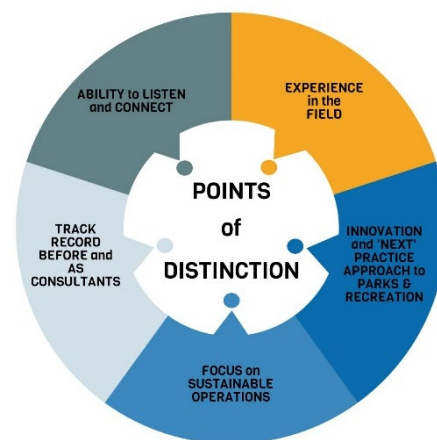 ABILITY to LISTEN
and CONNECT
EXPERIENCE
in the
FIELD
POINTS
of
DISTINCTION
TRACK
RECORD
BEFORE and
AS
CONSULTANTS
INNOVATION
and 'NEXT'
PRACTICE
APPROACH to
PARKS &
RECREATION
FOCUS on
SUSTAINABLE
OPERATIONS